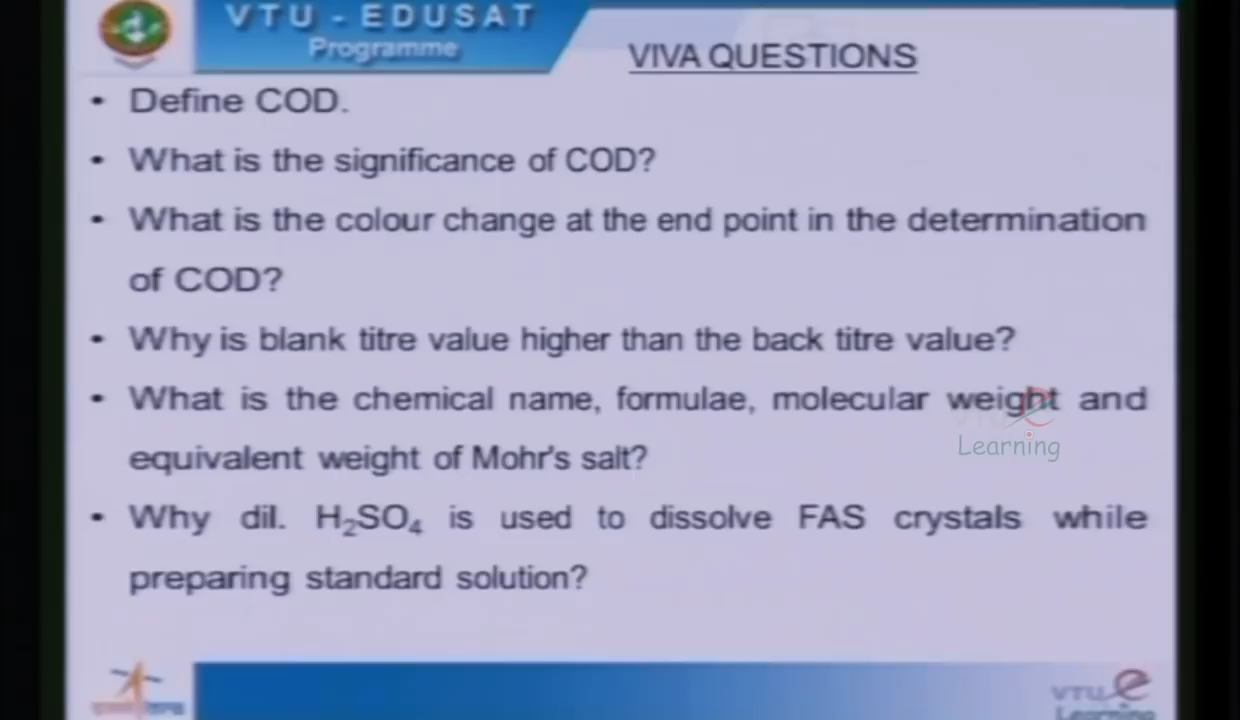 VTU - EDUSAT
Programme
VIVA QUESTIONS
• Define COD.
• What is the significance of COD?
• What is the colour change at the end point in the determination
of COD?
• Why is blank titre value higher than the back titre value?
• What is the chemical name, formulae, molecular weight and
equivalent weight of Mohr's salt?
Learning
• Why dil. H₂SO₄ is used to dissolve FAS crystals while
preparing standard solution?
VTU e
Learning